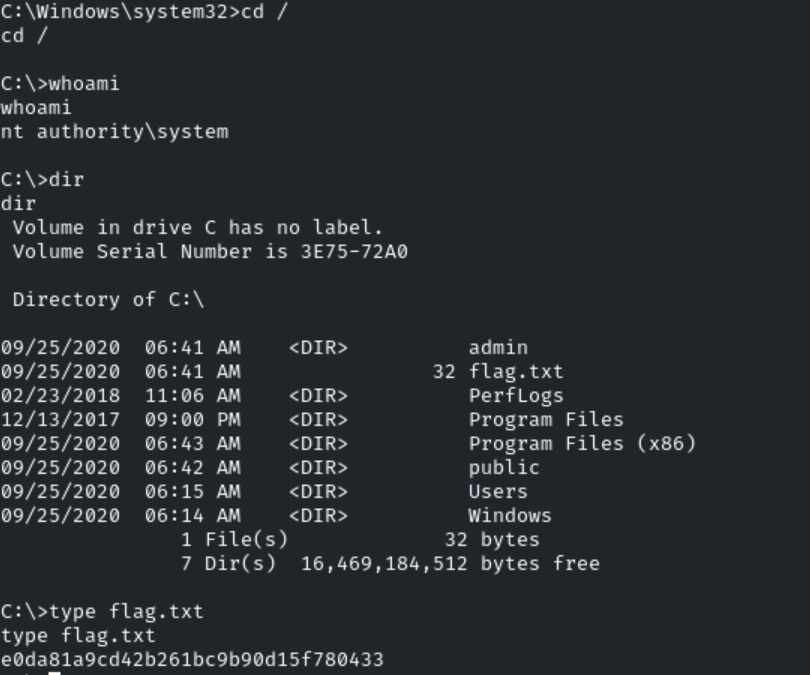 C:\Windows\system32>cd /
cd /
C:\>whoami
whoami
nt authority\system
C:\>dir
dir
Volume in drive C has no label.
Volume Serial Number is 3E75-72A0
Directory of C:\
09/25/2020  06:41 AM    <DIR>          admin
09/25/2020  06:41 AM                32 flag.txt
02/23/2018  11:06 AM    <DIR>          PerfLogs
12/13/2017  09:00 PM    <DIR>          Program Files
09/25/2020  06:43 AM    <DIR>          Program Files (x86)
09/25/2020  06:42 AM    <DIR>          public
09/25/2020  06:15 AM    <DIR>          Users
09/25/2020  06:14 AM    <DIR>          Windows
1 File(s)             32 bytes
7 Dir(s)  16,469,184,512 bytes free
C:\>type flag.txt
type flag.txt
e0da81a9cd42b261bc9b90d15f780433